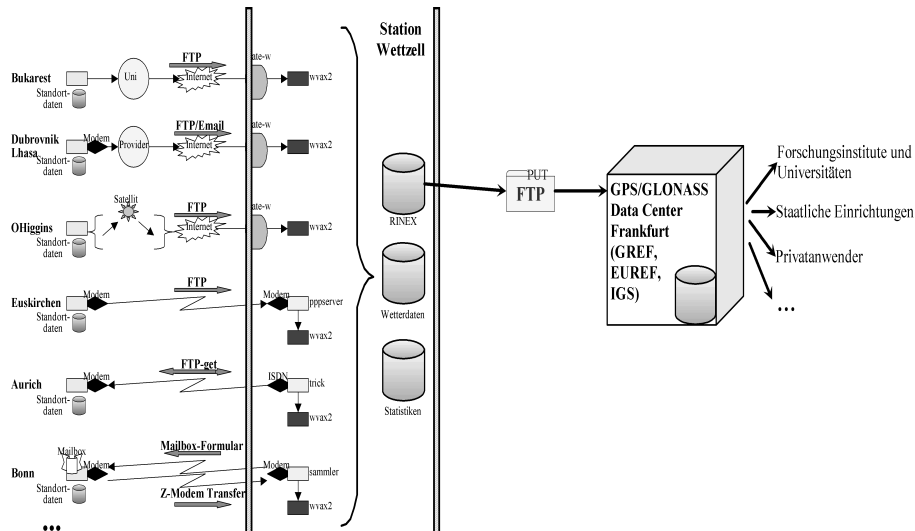 Station
Wettzell
FTP
ate-w
Bukarest
Uni
Internet
wvax2
Standort-
daten
FTP/Email
ate-w
Dubrovnik
Modem
Lhasa
Provider
Internet
wvax2
Standort-
daten
Satellit
FTP
ate-w
OHiggins
Internet
wvax2
Standort-
daten
FTP
Euskirchen
Modem
Modem
pppserver
Standort-
daten
wvax2
FTP-get
Aurich
Modem
ISDN
trick
Standort-
daten
wvax2
Mailbox-Formular
Mailbox
Bonn
Modem
Modem
sammler
Standort-
daten
Z-Modem Transfer
wvax2
...
RINEX
Wetterdaten
Statistiken
PUT
FTP
GPS/GLONASS
Data Center
Frankfurt
(GREF,
EUREF,
IGS)
Forschungsinstitute und
Universitäten
Staatliche Einrichtungen
Privatanwender
...